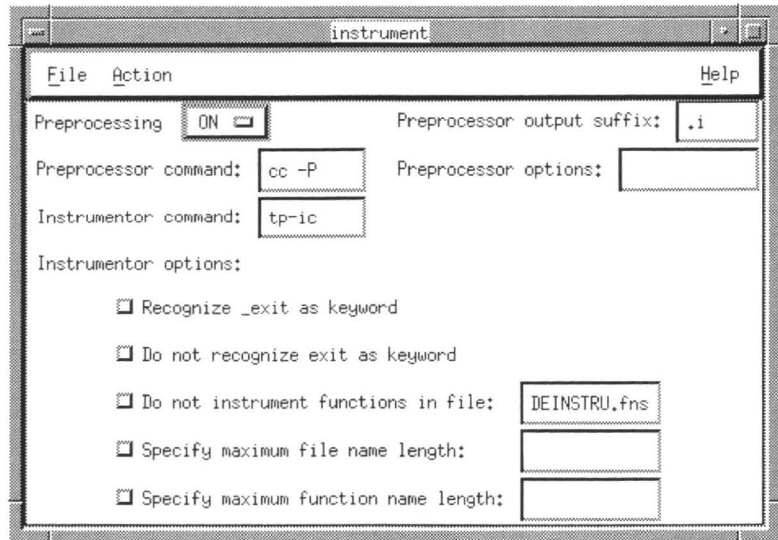 instrument
File Action Help
Preprocessing ON Preprocessor output suffix: .i
Preprocessor command: cc -P Preprocessor options:
Instrumentor command: tp-ic
Instrumentor options:
Recognize _exit as keyword
Do not recognize exit as keyword
Do not instrument functions in file: DEINSTRU.fns
Specify maximum file name length:
Specify maximum function name length: